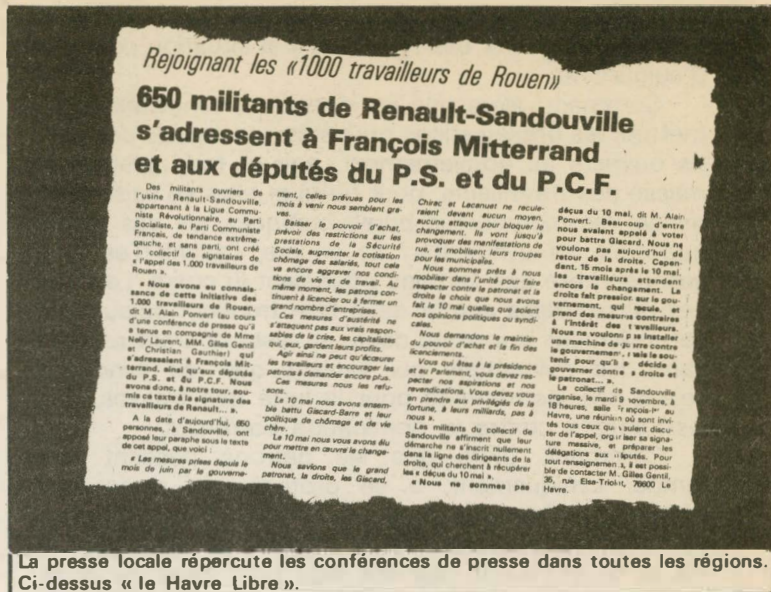 Rejoignant les «1000 travailleurs de Rouen»
650 militants de Renault-Sandouville
s'adressent à François Mitterrand
et aux députés du P.S. et du P.C.F.
Des militants ouvriers de
l'usine Renault-Sandouville,
appartenant à la Ligue Commu-
niste Révolutionnaire, au Parti
Socialiste, au Parti Communiste
Français, de tendance extrême-
gauche, et sans parti, ont créé
un collectif de signataires de
« l'appel des 1.000 travailleurs de
Rouen ».
« Nous avons eu connais-
sance de cette initiative des
1.000 travailleurs de Rouen,
dit M. Alain Ponvert (au cours
d'une conférence de presse qu'il
a tenue en compagnie de Mme
Nelly Laurent, MM. Gilles Gentil
et Christian Gauthier) qui
s'adressaient à François Mit-
terrand, ainsi qu'aux députés
du P.S. et du P.C.F. Nous
avons donc, à notre tour, sou-
mis ce texte à la signature des
travailleurs de Renault... ».
A la date d'aujourd'hui, 650
personnes, à Sandouville, ont
apposé leur paraphe sous le texte
de cet appel, que voici :
« Les mesures prises depuis le
mois de juin par le gouverne-
ment, celles prévues pour les
mois à venir nous semblent gra-
ves.
Baisser le pouvoir d'achat,
prévoir des restrictions sur les
prestations de la Sécurité
Sociale, augmenter la cotisation
chômage des salariés, tout cela
va encore aggraver nos condi-
tions de vie et de travail. Au
même moment, les patrons con-
tinuent à licencier ou à fermer un
grand nombre d'entreprises.
Ces mesures d'austérité ne
s'attaquent pas aux vrais respon-
sables de la crise, les capitalistes
qui, eux, gardent leurs profits.
Agir ainsi ne peut qu'écœurer
les travailleurs et encourager les
patrons à demander encore plus.
Ces mesures nous les refu-
sons.
Le 10 mai nous avons ensem-
ble battu Giscard-Barre et leur
politique de chômage et de vie
chère.
Le 10 mai nous vous avons élu
pour mettre en œuvre le change-
ment.
Nous savions que le grand
patronat, la droite, les Giscard,
Chirac et Lecanuet ne recule-
raient devant aucun moyen,
aucune attaque pour bloquer le
changement. Ils vont jusqu'à
provoquer des manifestations de
rue, et mobilisent leurs troupes
pour les municipales.
Nous sommes prêts à nous
mobiliser dans l'unité pour faire
respecter contre le patronat et la
droite le choix que nous avons
fait le 10 mai quelles que soient
nos opinions politiques ou syndi-
cales.
Nous demandons le maintien
du pouvoir d'achat et la fin des
licenciements.
Vous qui êtes à la présidence
et au Parlement, vous devez res-
pecter nos aspirations et nos
revendications. Vous devez vous
en prendre aux privilégiés de la
fortune, à leurs milliards, pas à
nous ».
Les militants du collectif de
Sandouville affirment que leur
démarche ne s'inscrit nullement
dans la ligne des dirigeants de la
droite, qui cherchent à récupérer
les « déçus du 10 mai ».
« Nous ne sommes pas
déçus du 10 mai, dit M. Alain
Ponvert. Beaucoup d'entre
nous avaient appelé à voter
pour battre Giscard. Nous ne
voulons pas aujourd'hui de
retour de la droite. Cepen-
dant, 15 mois après le 10 mai,
les travailleurs attendent
encore le changement. La
droite fait pression sur le gou-
vernement, qui recule, et
prend des mesures contraires
à l'intérêt des travailleurs.
Nous ne voulons pas installer
une machine de guerre contre
le gouvernement, mais le sou-
tenir pour qu'il se décide à
gouverner contre la droite et
le patronat... ».
Le collectif de Sandouville
organise, le mardi 9 novembre, à
18 heures, salle François-Ier au
Havre, une réunion où sont invi-
tés tous ceux qui veulent discu-
ter de l'appel, organiser sa signa-
ture massive, et préparer les
délégations aux députés. Pour
tout renseignement, il est possi-
ble de contacter M. Gilles Gentil,
35, rue Elsa-Triolet, 76600 Le
Havre.
La presse locale répercute les conférences de presse dans toutes les régions.
Ci-dessus « le Havre Libre ».